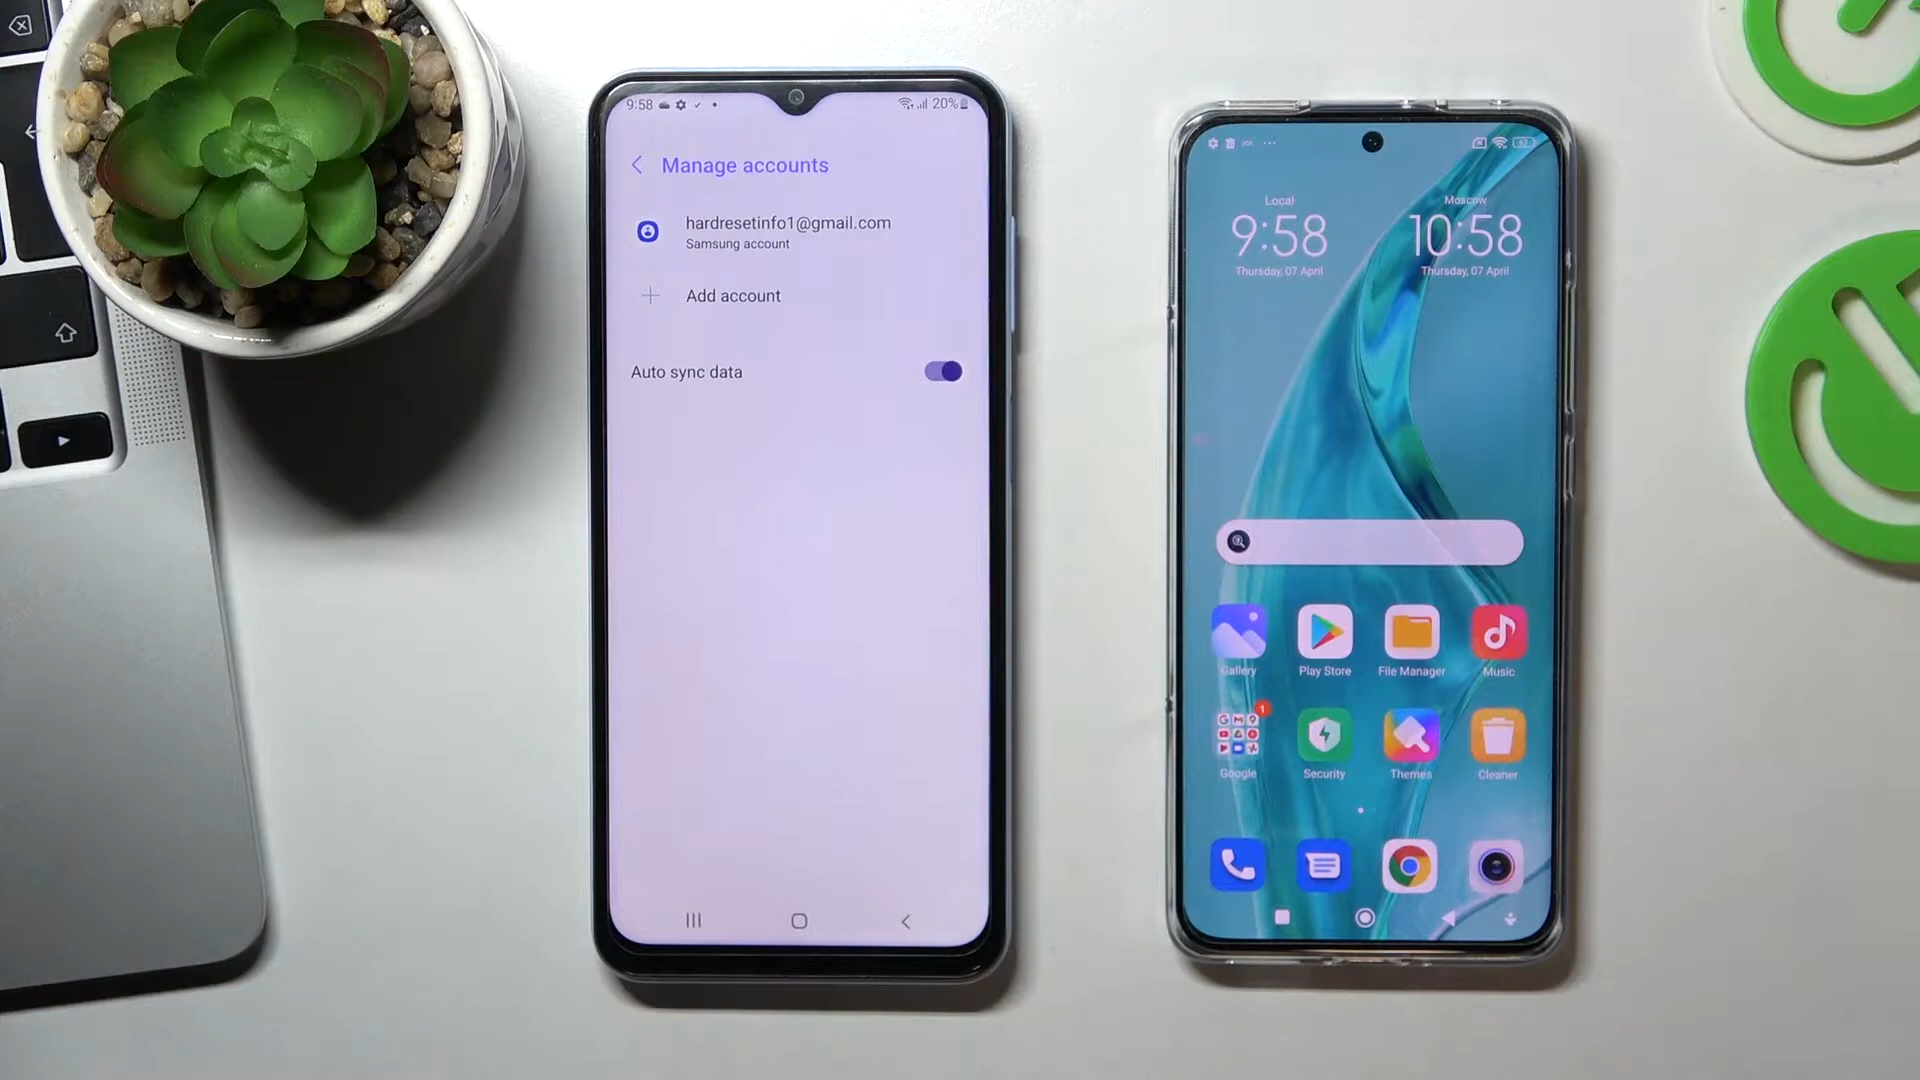 9:58
20%
Manage accounts
hardresetinfo1@gmail.com
Samsung account
Add account
Auto sync data
Local
9:58
Thursday, 07 April
Moscow
10:58
Thursday, 07 April
Gallery
Play Store
File Manager
Music
1
Google
Security
Themes
Cleaner